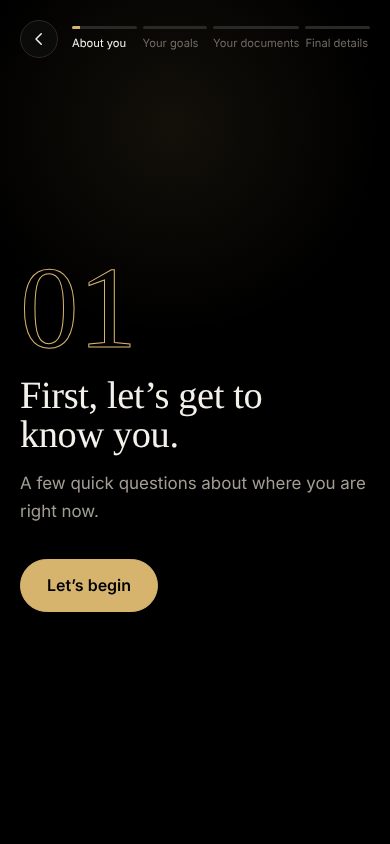 About you
Your goals
Your documents
Final details
01
First, let’s get to
know you.
A few quick questions about where you are
right now.
Let’s begin